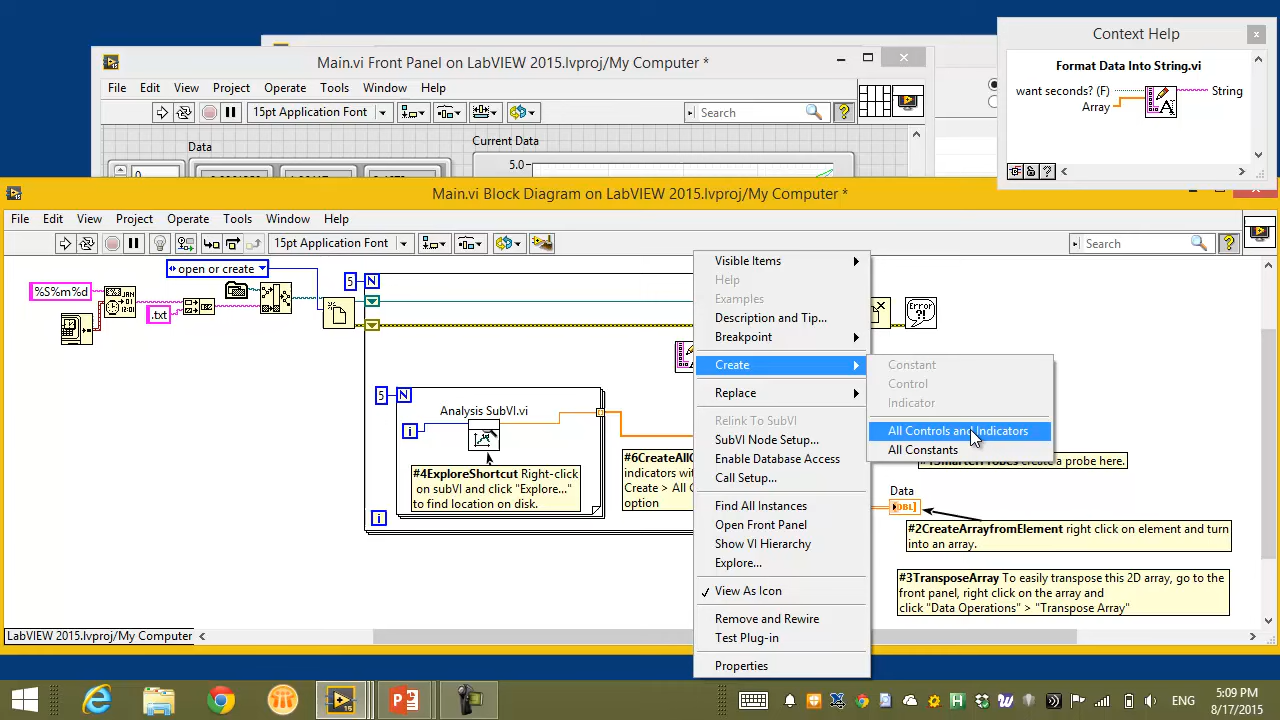 Context Help
Format Data Into String.vi
want seconds? (F)
Array
String
Main.vi Front Panel on LabVIEW 2015.lvproj/My Computer *
File Edit View Project Operate Tools Window Help
15pt Application Font
Search
Data
Current Data
5.0
Main.vi Block Diagram on LabVIEW 2015.lvproj/My Computer *
File Edit View Project Operate Tools Window Help
15pt Application Font
Search
open or create
%S%m%d
.txt
5 N
Error
5 N
Analysis SubVI.vi
i
#4ExploreShortcut Right-click
on subVI and click "Explore..."
to find location on disk.
i
indicators with
Create > All C
option
Visible Items
Help
Examples
Description and Tip...
Breakpoint
Create
Replace
Relink To SubVI
SubVI Node Setup...
Enable Database Access
Call Setup...
Find All Instances
Open Front Panel
Show VI Hierarchy
Explore...
View As Icon
Remove and Rewire
Test Plug-in
Properties
Constant
Control
Indicator
All Controls and Indicators
All Constants
create a probe here.
Data
DBL
#2CreateArrayfromElement right click on element and turn
into an array.
#3TransposeArray To easily transpose this 2D array, go to the
front panel, right click on the array and
click "Data Operations" > "Transpose Array"
LabVIEW 2015.lvproj/My Computer
ENG
5:09 PM
8/17/2015